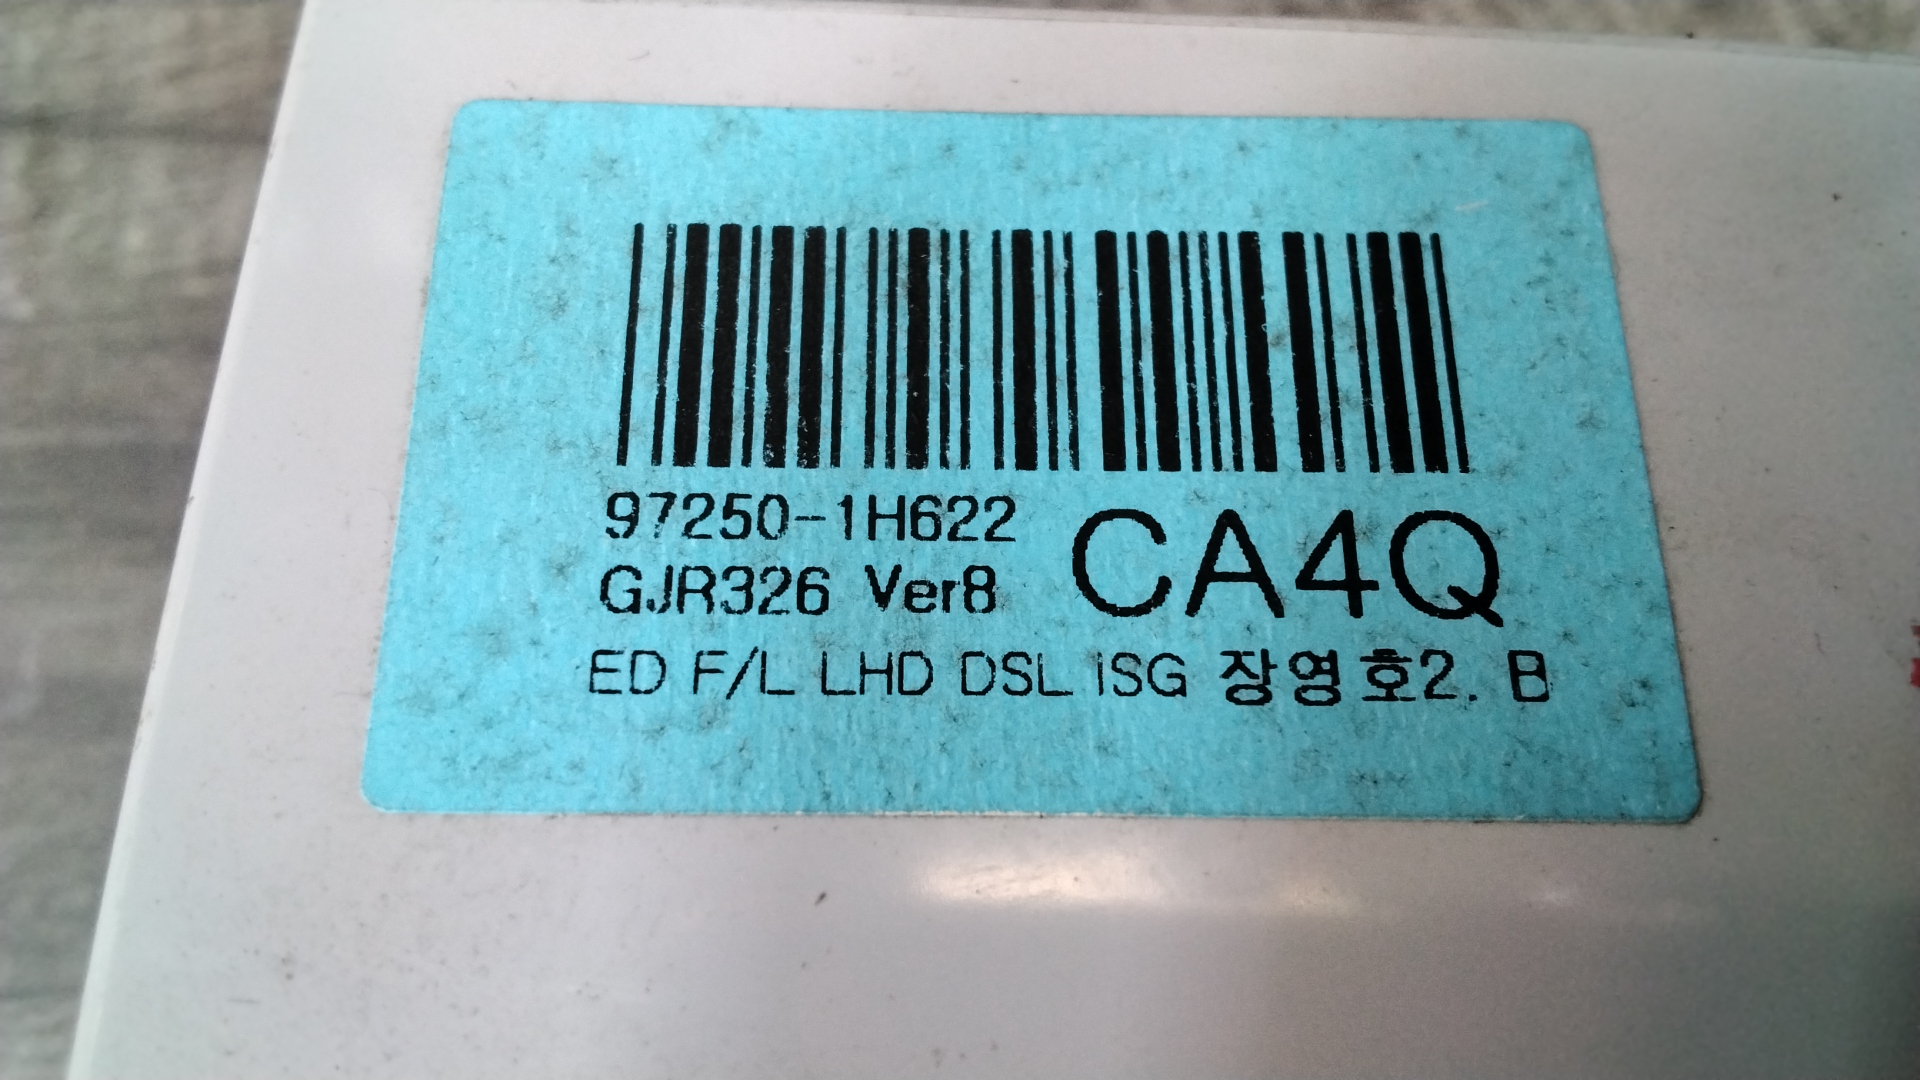 97250-1H622
CA4Q
GJR326 Ver8
ED F/L LHD DSL ISG 장영호2. B